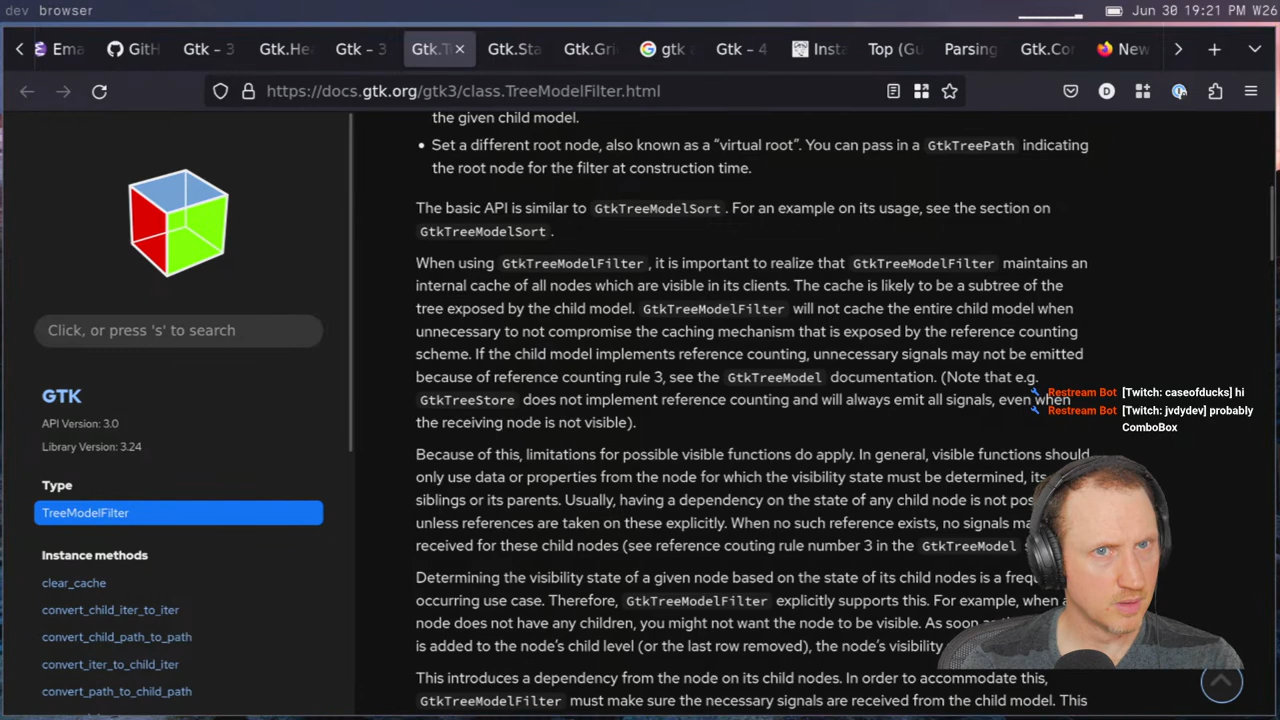 dev browser
Jun 30 19:21 PM W26
Ema
GitH
Gtk – 3
Gtk.He
Gtk – 3
Gtk.T
Gtk.Sta
Gtk.Gri
gtk
Gtk – 4
Inst
Top (Gu
Parsing
Gtk.Co
New
https://docs.gtk.org/gtk3/class.TreeModelFilter.html
the given child model.
Set a different root node, also known as a “virtual root”. You can pass in a GtkTreePath indicating
the root node for the filter at construction time.
The basic API is similar to GtkTreeModelSort. For an example on its usage, see the section on
GtkTreeModelSort.
When using GtkTreeModelFilter, it is important to realize that GtkTreeModelFilter maintains an
internal cache of all nodes which are visible in its clients. The cache is likely to be a subtree of the
tree exposed by the child model. GtkTreeModelFilter will not cache the entire child model when
unnecessary to not compromise the caching mechanism that is exposed by the reference counting
scheme. If the child model implements reference counting, unnecessary signals may not be emitted
because of reference counting rule 3, see the GtkTreeModel documentation. (Note that e.g.
GtkTreeStore does not implement reference counting and will always emit all signals, even when
the receiving node is not visible).
Because of this, limitations for possible visible functions do apply. In general, visible functions should
only use data or properties from the node for which the visibility state must be determined, its
siblings or its parents. Usually, having a dependency on the state of any child node is not pos
unless references are taken on these explicitly. When no such reference exists, no signals ma
received for these child nodes (see reference couting rule number 3 in the GtkTreeModel s
Determining the visibility state of a given node based on the state of its child nodes is a freq
occurring use case. Therefore, GtkTreeModelFilter explicitly supports this. For example, when a
node does not have any children, you might not want the node to be visible. As soon as
is added to the node’s child level (or the last row removed), the node’s visibility
This introduces a dependency from the node on its child nodes. In order to accommodate this,
GtkTreeModelFilter must make sure the necessary signals are received from the child model. This
Click, or press 's' to search
GTK
API Version: 3.0
Library Version: 3.24
Type
TreeModelFilter
Instance methods
clear_cache
convert_child_iter_to_iter
convert_child_path_to_path
convert_iter_to_child_iter
convert_path_to_child_path
Restream Bot [Twitch: caseofducks] hi
Restream Bot [Twitch: jvdydev] probably
ComboBox